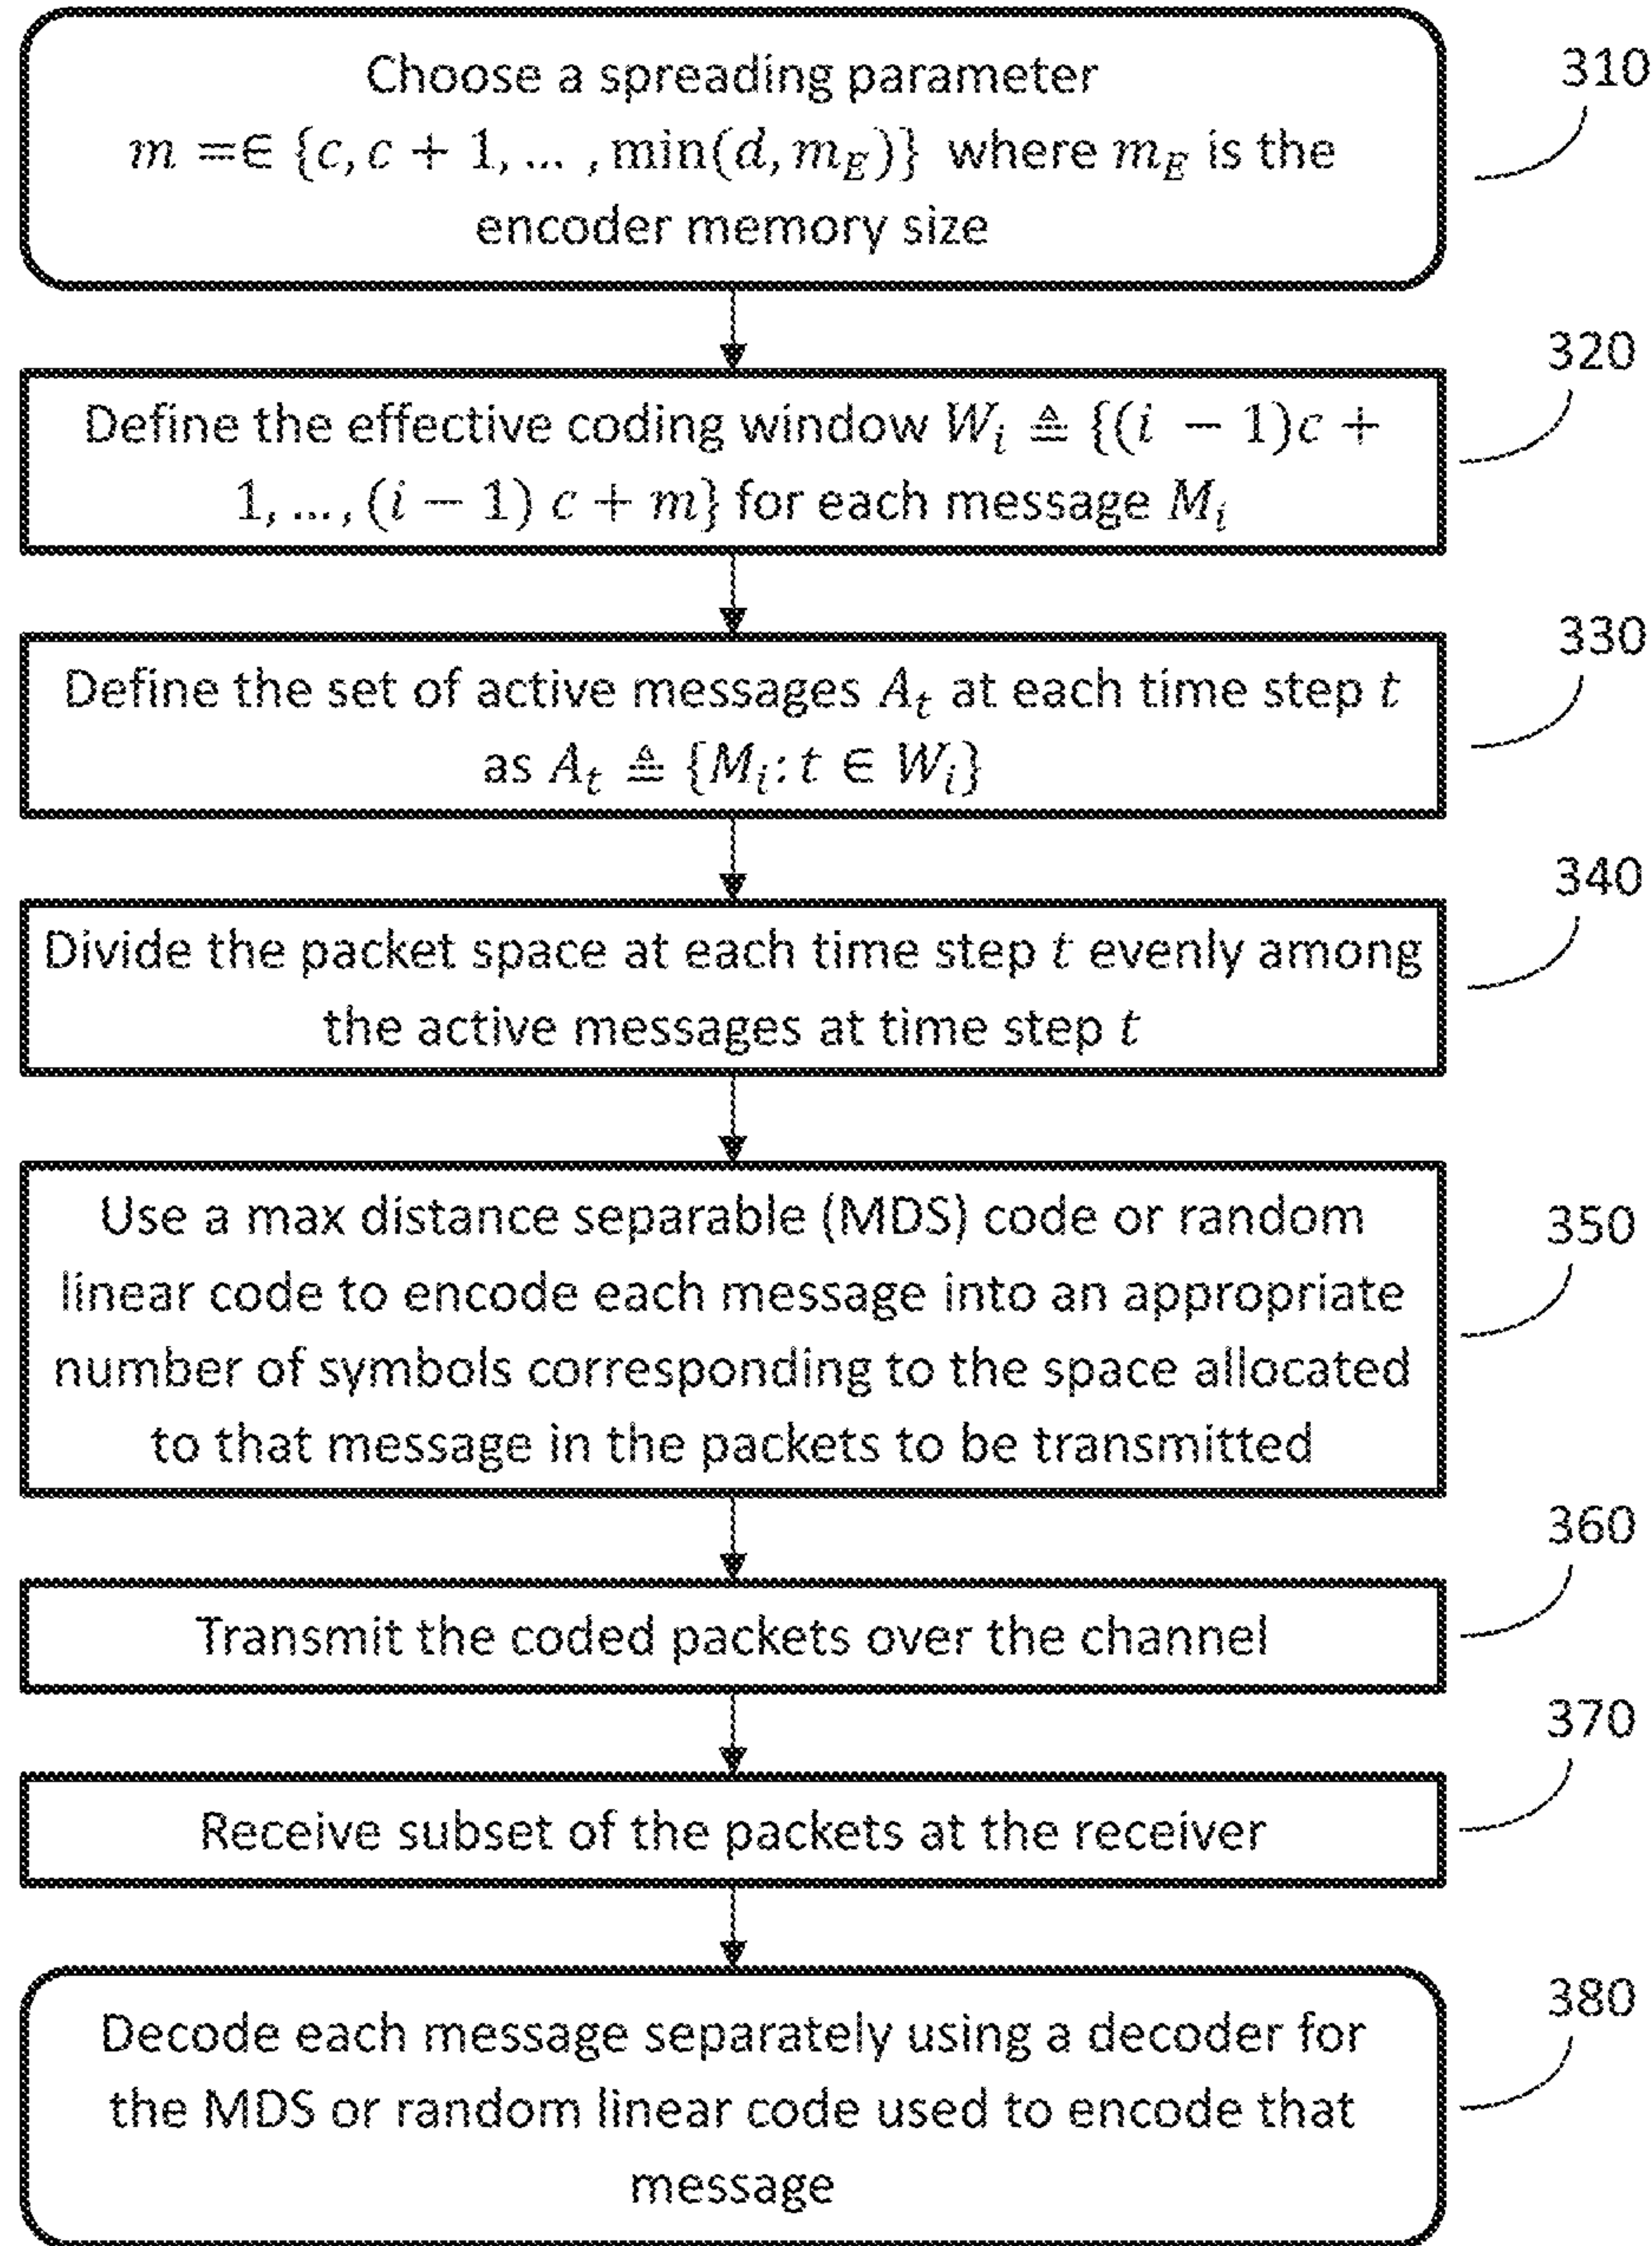 Choose a spreading parameter
310
m =∈ {c, c + 1, … , min(d, m_E)} where m_E is the
encoder memory size
320
Define the effective coding window W_i ≜ {(i − 1)c +
1, …, (i − 1) c + m} for each message M_i
330
Define the set of active messages A_t at each time step t
as A_t ≜ {M_i: t ∈ W_i}
340
Divide the packet space at each time step t evenly among
the active messages at time step t
Use a max distance separable (MDS) code or random
350
linear code to encode each message into an appropriate
number of symbols corresponding to the space allocated
to that message in the packets to be transmitted
360
Transmit the coded packets over the channel
370
Receive subset of the packets at the receiver
380
Decode each message separately using a decoder for
the MDS or random linear code used to encode that
message